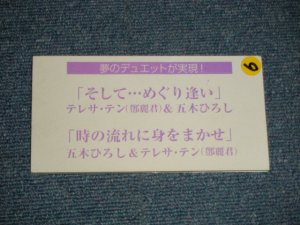 夢のデュエットが実現！
9
「そして…めぐり逢い」
テレサ・テン(鄧麗君)&五木ひろし
「時の流れに身をまかせ」
五木ひろし&テレサ・テン(鄧麗君)